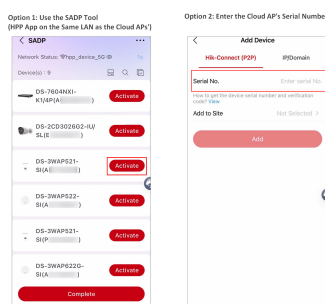 Option 1: Use the SADP Tool
(HPP App on the Same LAN as the Cloud APs')
SADP
Network Status: hpp_device_5G
Device(s) : 9
DS-7604NXI-
K1/4P(A )
Activate
DS-2CD3026G2-IU/
SL(E )
Activate
DS-3WAP521-
SI(A )
Activate
DS-3WAP522-
SI(A )
Activate
DS-3WAP521-
SI(P )
Activate
DS-3WAP622G-
SI(A )
Activate
Complete
Option 2: Enter the Cloud AP's Serial Numbe
Add Device
Hik-Connect (P2P)
IP/Domain
Serial No.
Enter serial No.
How to get the device serial number and verification
code? View
Add to Site
Not Selected >
Add